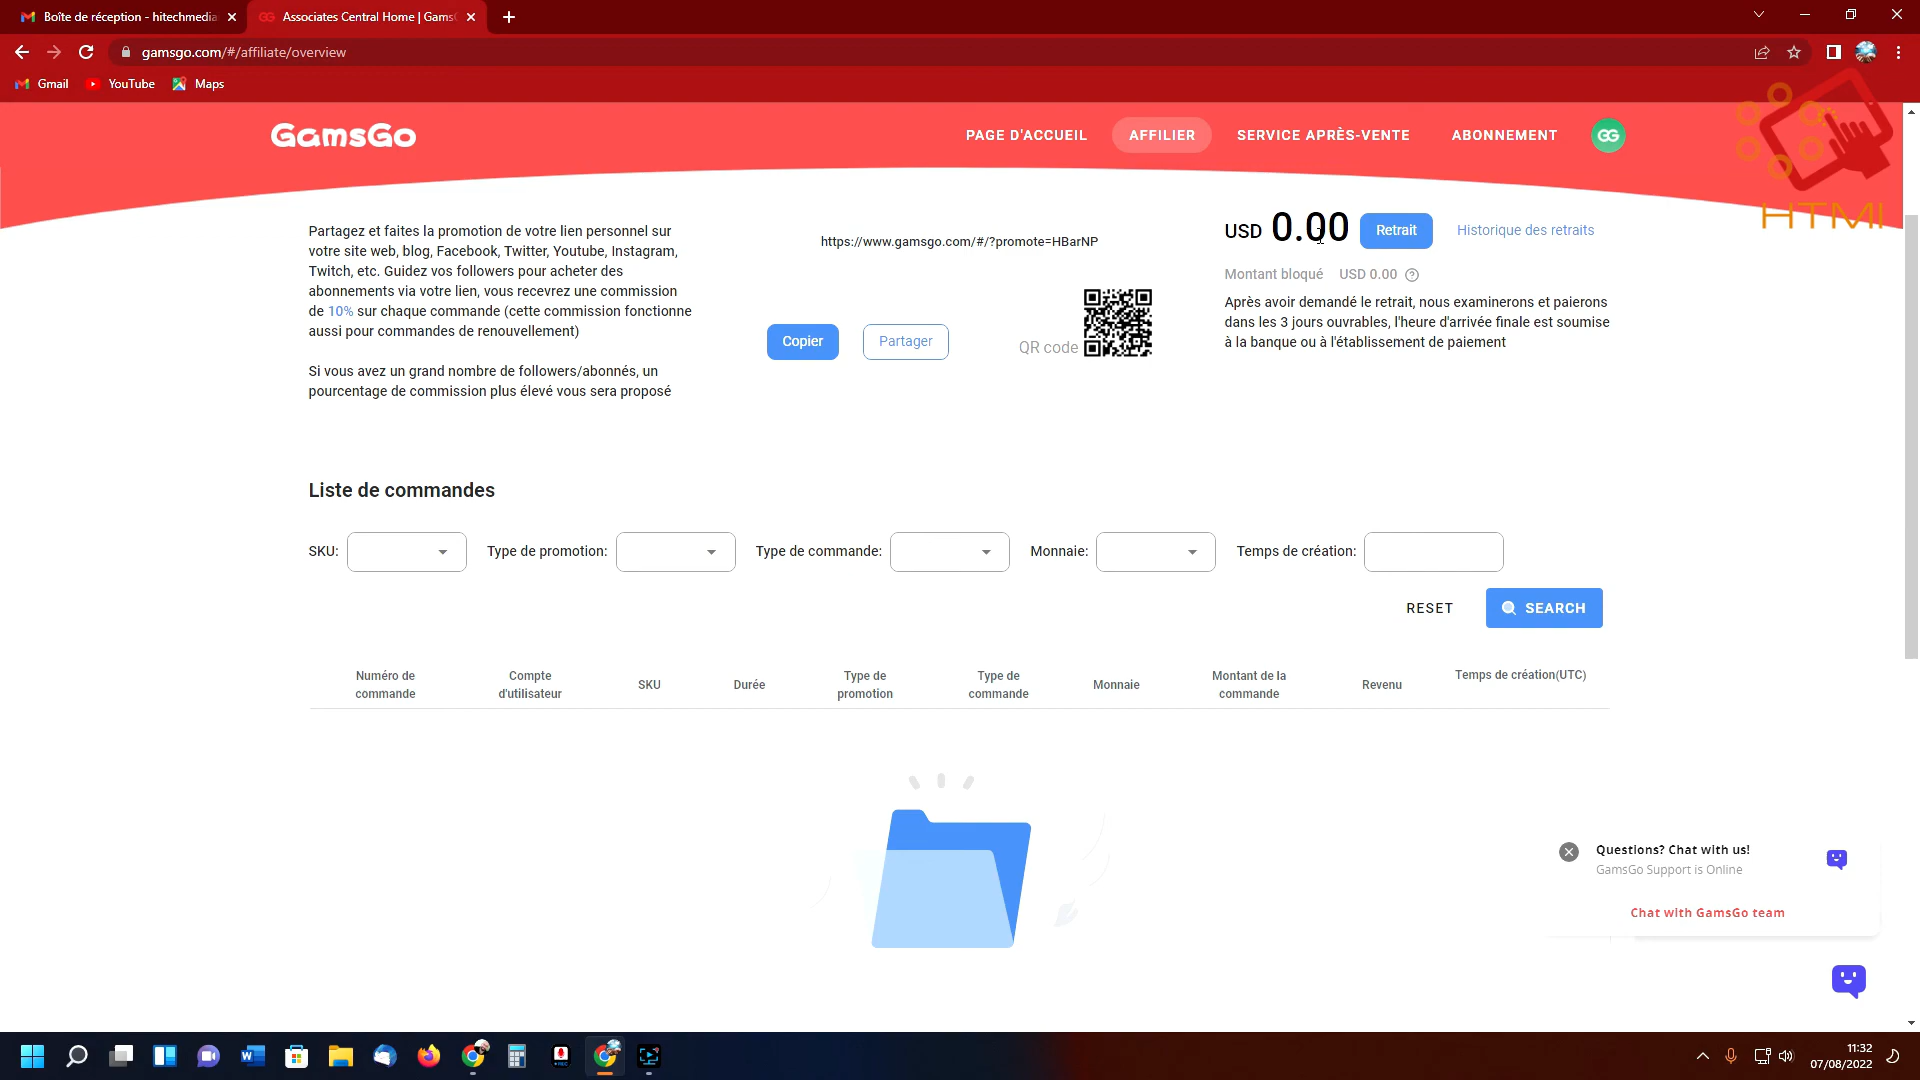 Boîte de réception - hitechmedia
Associates Central Home | Gams
gamsgo.com/#/affiliate/overview
Gmail
YouTube
Maps
GamsGo
PAGE D'ACCUEIL
AFFILIER
SERVICE APRÈS-VENTE
ABONNEMENT
GG
HTMI
Partagez et faites la promotion de votre lien personnel sur
votre site web, blog, Facebook, Twitter, Youtube, Instagram,
Twitch, etc. Guidez vos followers pour acheter des
abonnements via votre lien, vous recevrez une commission
de 10% sur chaque commande (cette commission fonctionne
aussi pour commandes de renouvellement)
Si vous avez un grand nombre de followers/abonnés, un
pourcentage de commission plus élevé vous sera proposé
https://www.gamsgo.com/#/?promote=HBarNP
Copier
Partager
QR code
USD 0.00
Retrait
Historique des retraits
Montant bloqué USD 0.00 ?
Après avoir demandé le retrait, nous examinerons et paierons
dans les 3 jours ouvrables, l'heure d'arrivée finale est soumise
à la banque ou à l'établissement de paiement
Liste de commandes
SKU:
Type de promotion:
Type de commande:
Monnaie:
Temps de création:
RESET
SEARCH
Numéro de
commande
Compte
d'utilisateur
SKU
Durée
Type de
promotion
Type de
commande
Monnaie
Montant de la
commande
Revenu
Temps de création(UTC)
Questions? Chat with us!
GamsGo Support is Online
Chat with GamsGo team
11:32
07/08/2022